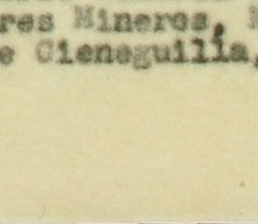 res Mineros,
e Cieneguilla,